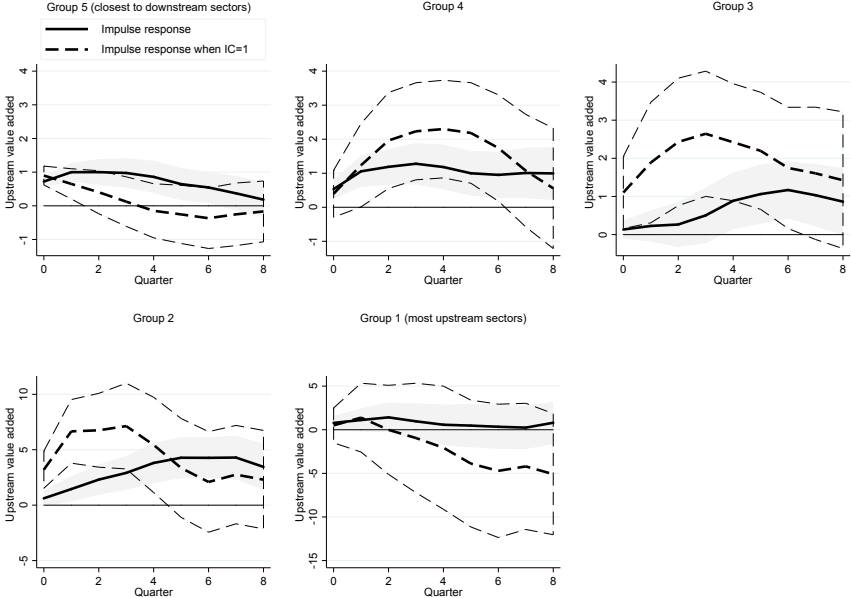 Group 5 (closest to downstream sectors)
Impulse response
Impulse response when IC=1
Upstream value added
4
3
2
1
0
-1
0 2 4 6 8
Quarter
Group 4
Upstream value added
4
3
2
1
0
-1
0 2 4 6 8
Quarter
Group 3
Upstream value added
4
3
2
1
0
0 2 4 6 8
Quarter
Group 2
Upstream value added
10
5
0
-5
0 2 4 6 8
Quarter
Group 1 (most upstream sectors)
Upstream value added
5
0
-5
-10
-15
0 2 4 6 8
Quarter